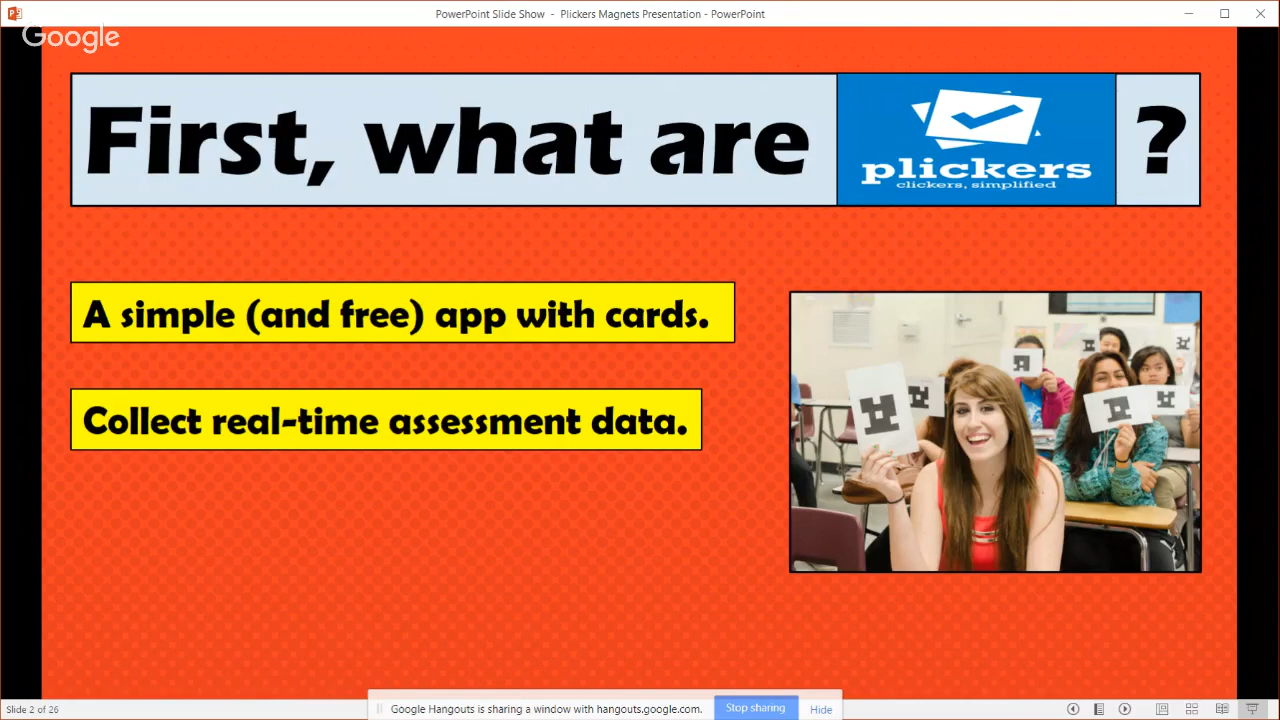 PowerPoint Slide Show - Plickers Magnets Presentation - PowerPoint
Google
First, what are plickers ?
clickers, simplified
A simple (and free) app with cards.
Collect real-time assessment data.
Slide 2 of 26
Google Hangouts is sharing a window with hangouts.google.com. Stop sharing Hide